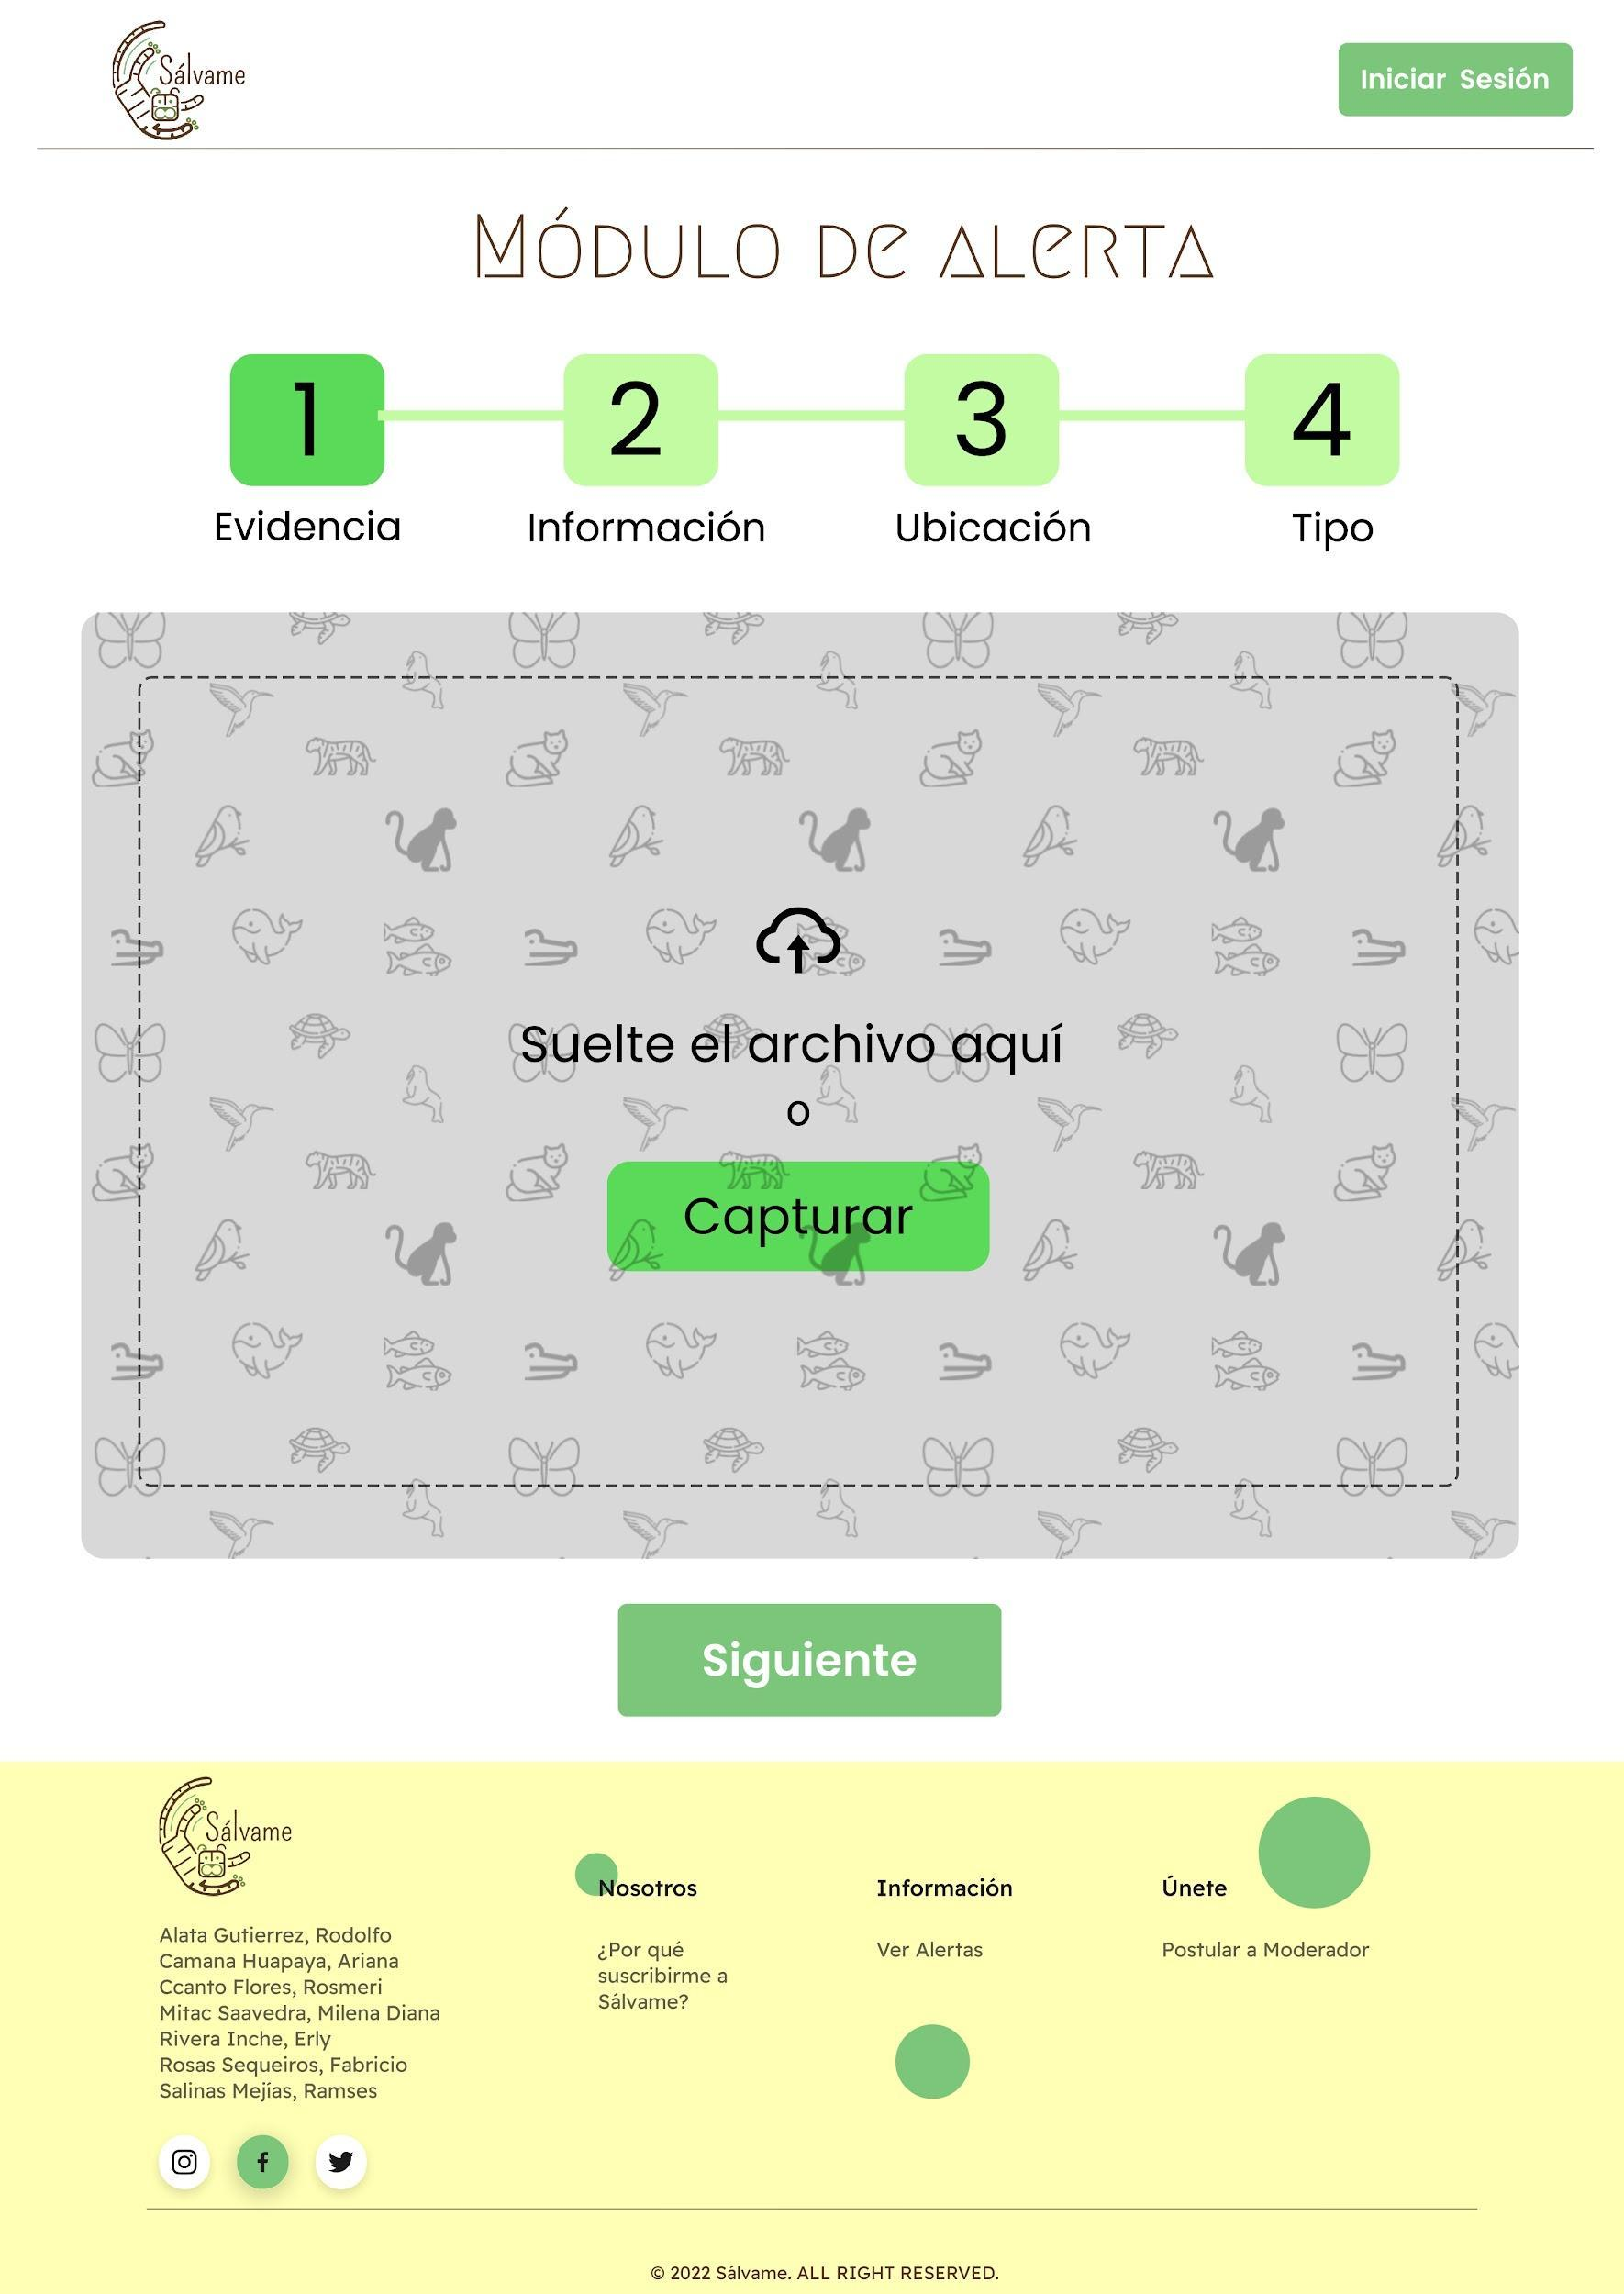 Sálvame
Iniciar Sesión
Módulo de alerta
1
2
3
4
Evidencia
Información
Ubicación
Tipo
Suelte el archivo aquí
o
Capturar
Siguiente
Sálvame
Alata Gutierrez, Rodolfo
Camana Huapaya, Ariana
Ccanto Flores, Rosmeri
Mitac Saavedra, Milena Diana
Rivera Inche, Erly
Rosas Sequeiros, Fabricio
Salinas Mejías, Ramses
Nosotros
¿Por qué
suscribirme a
Sálvame?
Información
Ver Alertas
Únete
Postular a Moderador
© 2022 Sálvame. ALL RIGHT RESERVED.